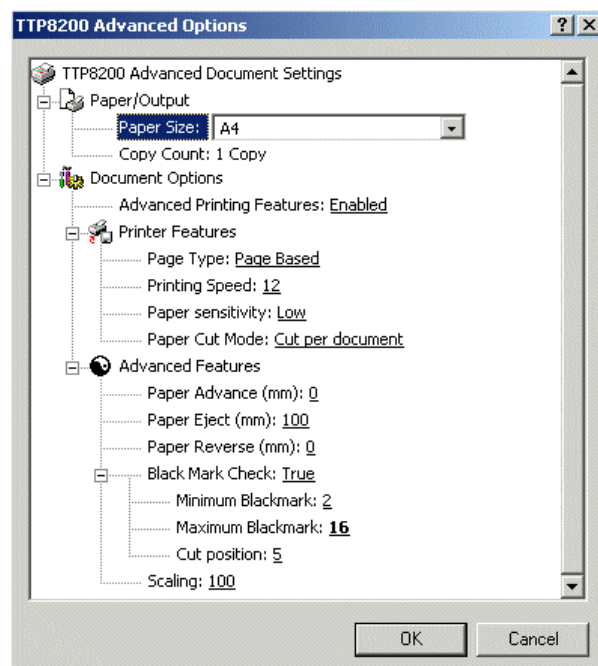 TTP8200 Advanced Options
TTP8200 Advanced Document Settings
Paper/Output
Paper Size: A4
Copy Count: 1 Copy
Document Options
Advanced Printing Features: Enabled
Printer Features
Page Type: Page Based
Printing Speed: 12
Paper sensitivity: Low
Paper Cut Mode: Cut per document
Advanced Features
Paper Advance (mm): 0
Paper Eject (mm): 100
Paper Reverse (mm): 0
Black Mark Check: True
Minimum Blackmark: 2
Maximum Blackmark: 16
Cut position: 5
Scaling: 100
OK Cancel